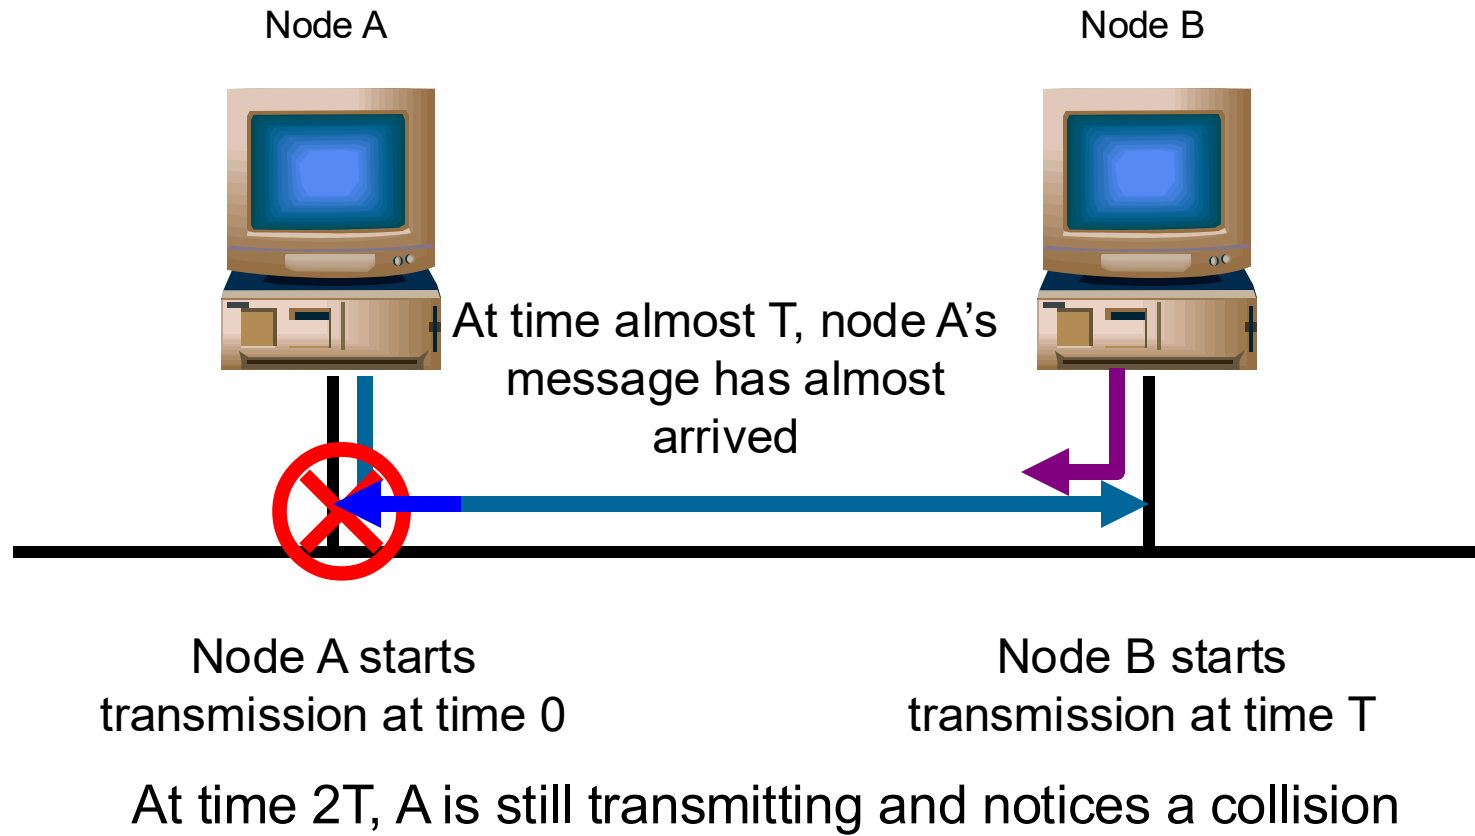 Node A
Node B
At time almost T, node A’s
message has almost
arrived
Node A starts
transmission at time 0
Node B starts
transmission at time T
At time 2T, A is still transmitting and notices a collision